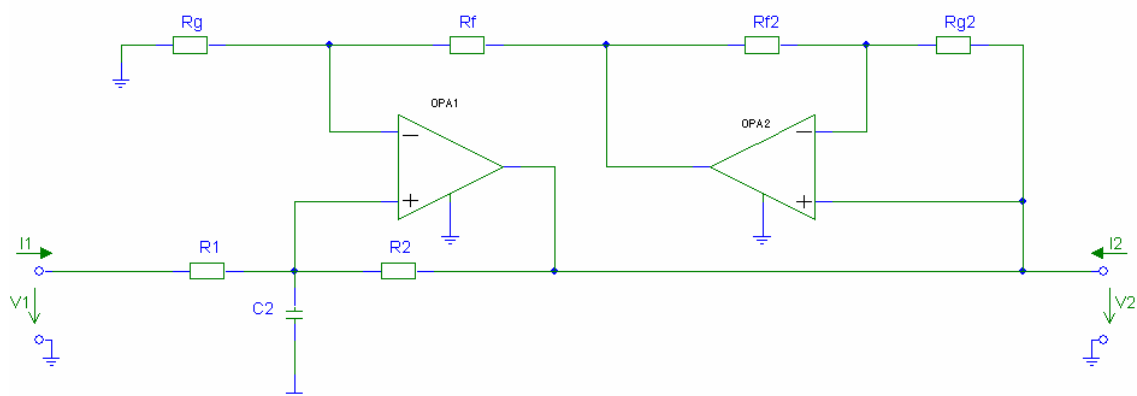 Rg
Rf
Rf2
Rg2
OPA1
OPA2
−
−
+
+
I1
R1
R2
I2
V1
C2
V2